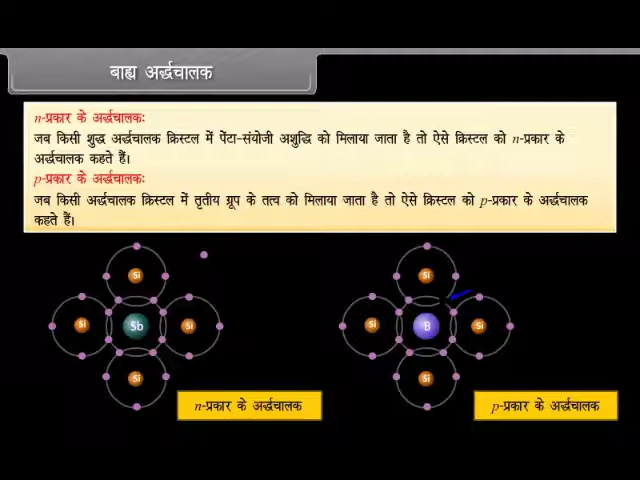 बाह्य अर्द्धचालक
n-प्रकार के अर्द्धचालकः
जब किसी शुद्ध अर्द्धचालक क्रिस्टल में पेंटा-संयोजी अशुद्धि को मिलाया जाता है तो ऐसे क्रिस्टल को n-प्रकार के
अर्द्धचालक कहते हैं।
p-प्रकार के अर्द्धचालकः
जब किसी अर्द्धचालक क्रिस्टल में तृतीय ग्रूप के तत्व को मिलाया जाता है तो ऐसे क्रिस्टल को p-प्रकार के अर्द्धचालक
कहते हैं।
Si
Si
Si Sb Si
Si B Si
Si
Si
n-प्रकार के अर्द्धचालक
p-प्रकार के अर्द्धचालक